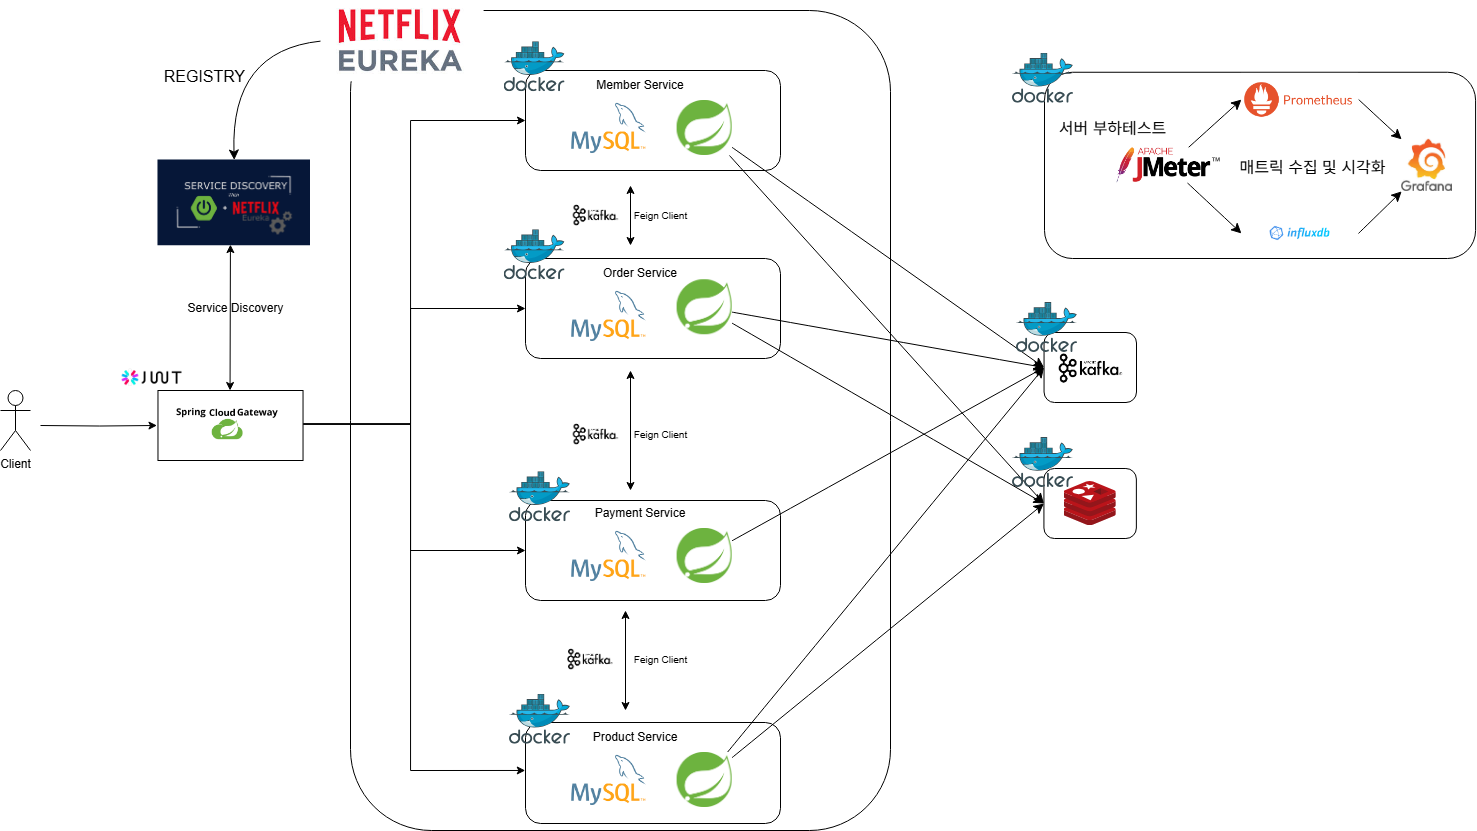 NETFLIX
EUREKA
REGISTRY
SERVICE DISCOVERY
NETFLIX
Eureka
Service Discovery
JWT
Spring Cloud Gateway
Client
docker
Member Service
MySQL
kafka
Feign Client
docker
Order Service
MySQL
kafka
Feign Client
docker
Payment Service
MySQL
kafka
Feign Client
docker
Product Service
MySQL
docker
서버 부하테스트
APACHE
JMeter™
Prometheus
매트릭 수집 및 시각화
influxdb
Grafana
docker
kafka
docker